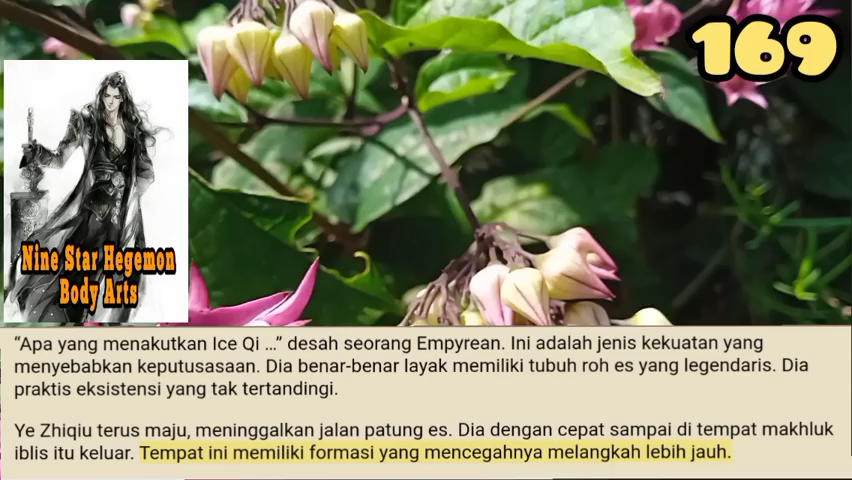 169
Nine Star Hegemon
Body Arts
“Apa yang menakutkan Ice Qi ...” desah seorang Empyrean. Ini adalah jenis kekuatan yang
menyebabkan keputusasaan. Dia benar-benar layak memiliki tubuh roh es yang legendaris. Dia
praktis eksistensi yang tak tertandingi.
Ye Zhiqiu terus maju, meninggalkan jalan patung es. Dia dengan cepat sampai di tempat makhluk
iblis itu keluar. Tempat ini memiliki formasi yang mencegahnya melangkah lebih jauh.